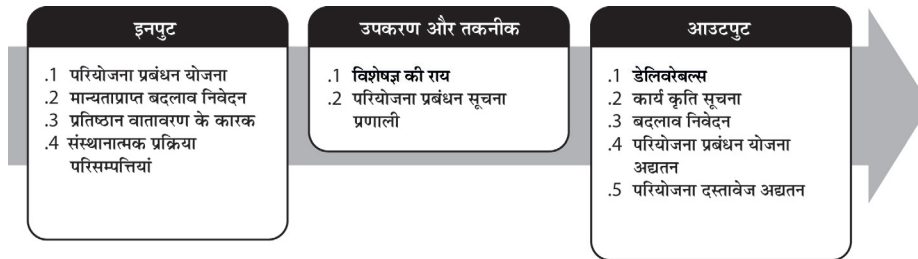 इनपुट
.1 परियोजना प्रबंधन योजना
.2 मान्यताप्राप्त बदलाव निवेदन
.3 प्रतिष्ठान वातावरण के कारक
.4 संस्थानात्मक प्रक्रिया
परिसम्पत्तियां
उपकरण और तकनीक
.1 विशेषज्ञ की राय
.2 परियोजना प्रबंधन सूचना
प्रणाली
आउटपुट
.1 डेलिवरेबल्स
.2 कार्य कृति सूचना
.3 बदलाव निवेदन
.4 परियोजना प्रबंधन योजना
अद्यतन
.5 परियोजना दस्तावेज अद्यतन